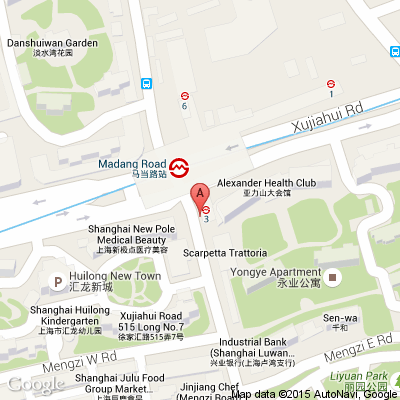 Danshuiwan Garden
淡水湾花园
6
1
Xujiahui Rd
Madang Road
马当路站
A
3
Alexander Health Club
亚力山大会馆
Shanghai New Pole
Medical Beauty
上海新极点医疗美容
Scarpetta Trattoria
P
Huilong New Town
汇龙新城
Yongye Apartment
永业公寓
Shanghai Huilong
Kindergarten
上海市汇龙幼儿园
Xujiahui Road
515 Long No.7
徐家汇路515弄7号
Sen-wa
千和
Industrial Bank
(Shanghai Luwan...
兴业银行(上海卢湾支行)
Mengzi W Rd
Mengzi E Rd
Shanghai Julu Food
Group Market...
Jinjiang Chef
(Mengzi Road)
Liyuan Park
丽园公园
Google
Map data ©2015 AutoNavi, Google